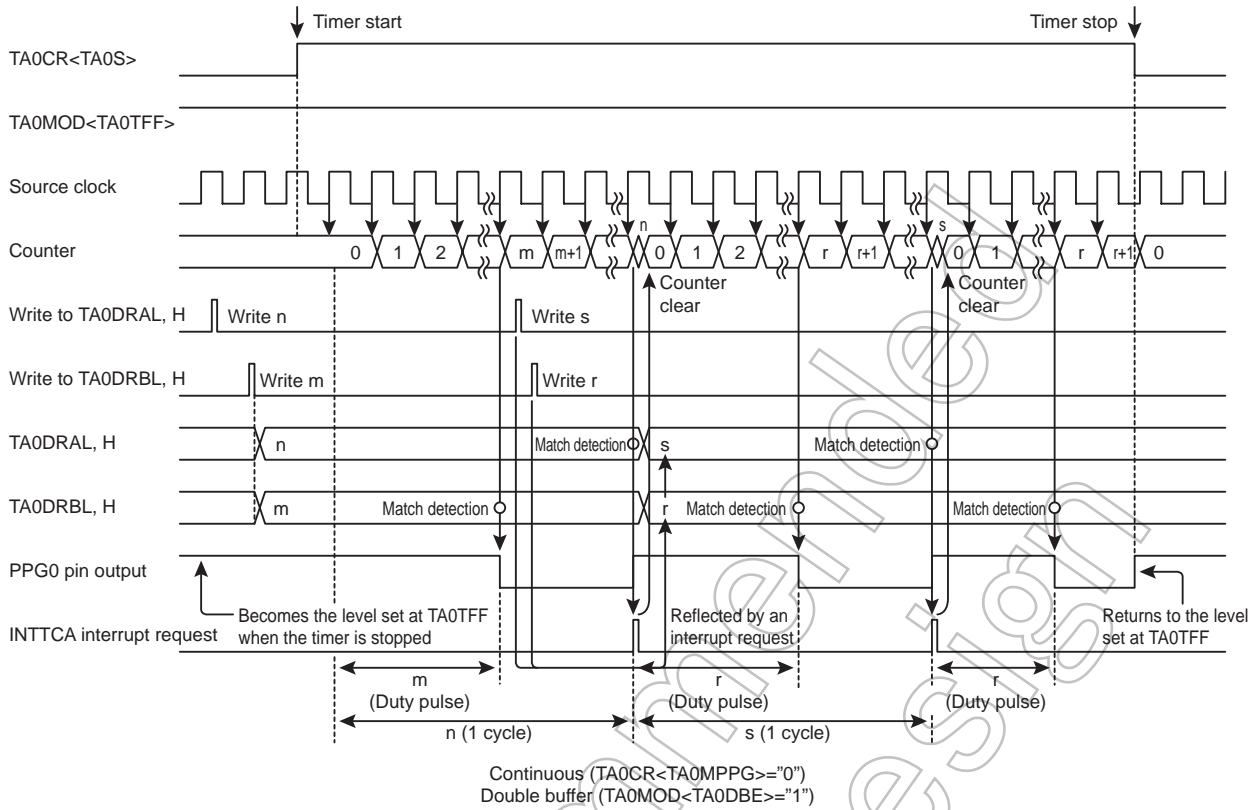 Timer start
Timer stop
TA0CR<TA0S>
TA0MOD<TA0TFF>
Source clock
Counter
0 1 2 m m+1 n 0 1 2 r r+1 s 0 1 r r+1 0
Counter
clear
Counter
clear
Write to TA0DRAL, H
Write n
Write s
Write to TA0DRBL, H
Write m
Write r
TA0DRAL, H
n
Match detection
s
Match detection
TA0DRBL, H
m
Match detection
r
Match detection
Match detection
PPG0 pin output
Becomes the level set at TA0TFF
when the timer is stopped
Reflected by an
interrupt request
Returns to the level
set at TA0TFF
INTTCA interrupt request
m
(Duty pulse)
r
(Duty pulse)
r
(Duty pulse)
n (1 cycle)
s (1 cycle)
Continuous (TA0CR<TA0MPPG>="0")
Double buffer (TA0MOD<TA0DBE>="1")